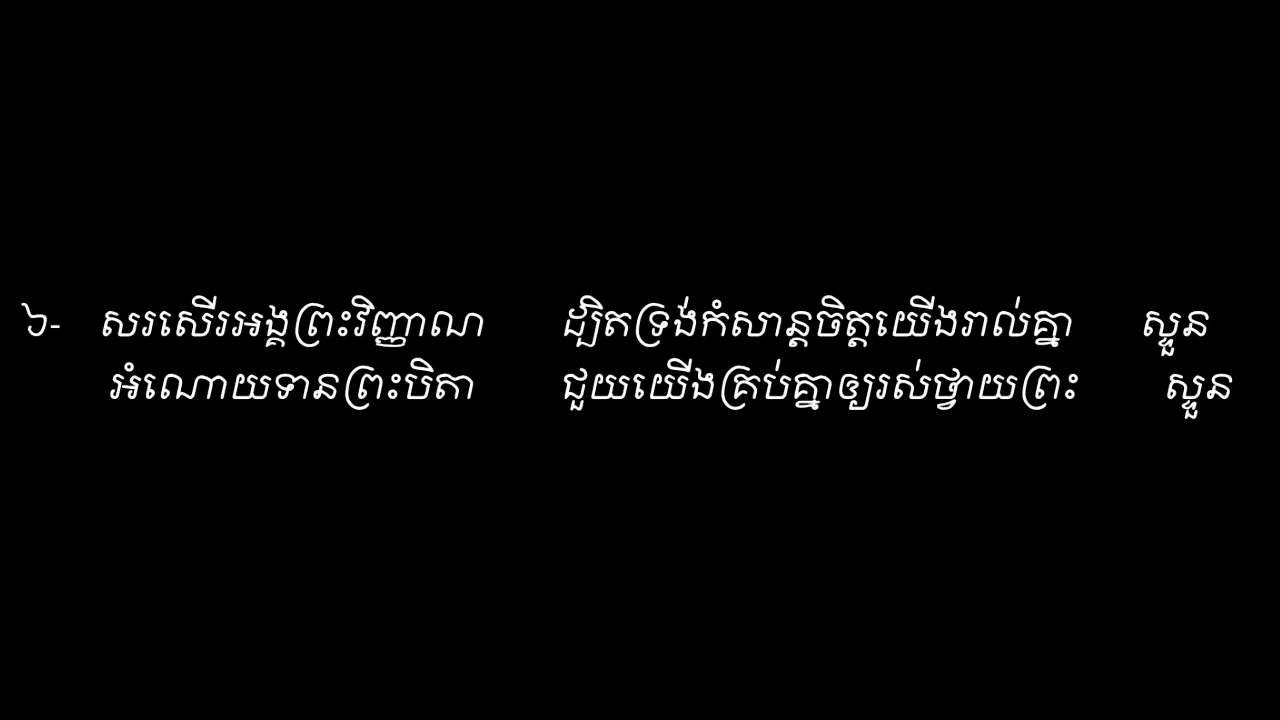 ៦- សរសើរអង្គព្រះវិញ្ញាណ ដ្បិតទ្រង់កំសាន្តចិត្តយើងរាល់គ្នា ស្ទួន
អំណោយទានព្រះបិតា ជួយយើងគ្រប់គ្នាឲ្យរស់ថ្វាយព្រះ ស្ទួន